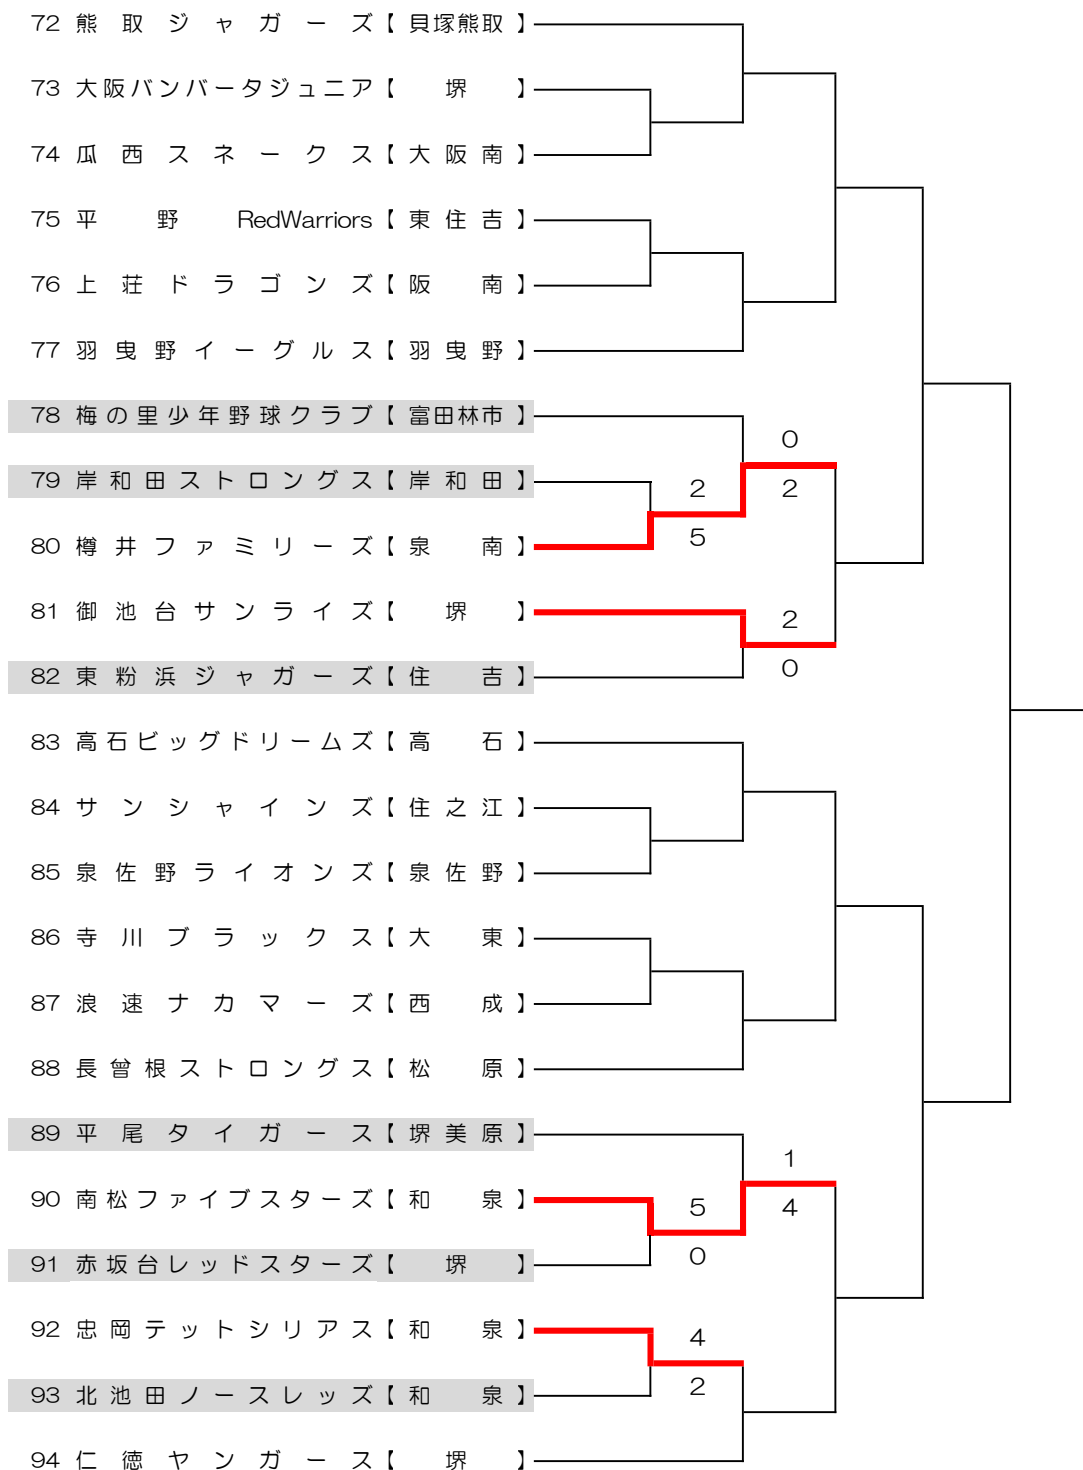 72 熊取ジャガーズ【貝塚熊取】
73 大阪バンバータジュニア【堺】
74 瓜西スネークス【大阪南】
75 平野 RedWarriors【東住吉】
76 上荘ドラゴンズ【阪南】
77 羽曳野イーグルス【羽曳野】
78 梅の里少年野球クラブ【富田林市】
0
79 岸和田ストロングス【岸和田】
2 2
80 樽井ファミリーズ【泉南】
5
81 御池台サンライズ【堺】
2
82 東粉浜ジャガーズ【住吉】
0
83 高石ビッグドリームズ【高石】
84 サンシャインズ【住之江】
85 泉佐野ライオンズ【泉佐野】
86 寺川ブラックス【大東】
87 浪速ナカマーズ【西成】
88 長曾根ストロングス【松原】
89 平尾タイガース【堺美原】
1
90 南松ファイブスターズ【和泉】
5 4
91 赤坂台レッドスターズ【堺】
0
92 忠岡テットシリアス【和泉】
4
93 北池田ノースレッズ【和泉】
2
94 仁徳ヤンガース【堺】